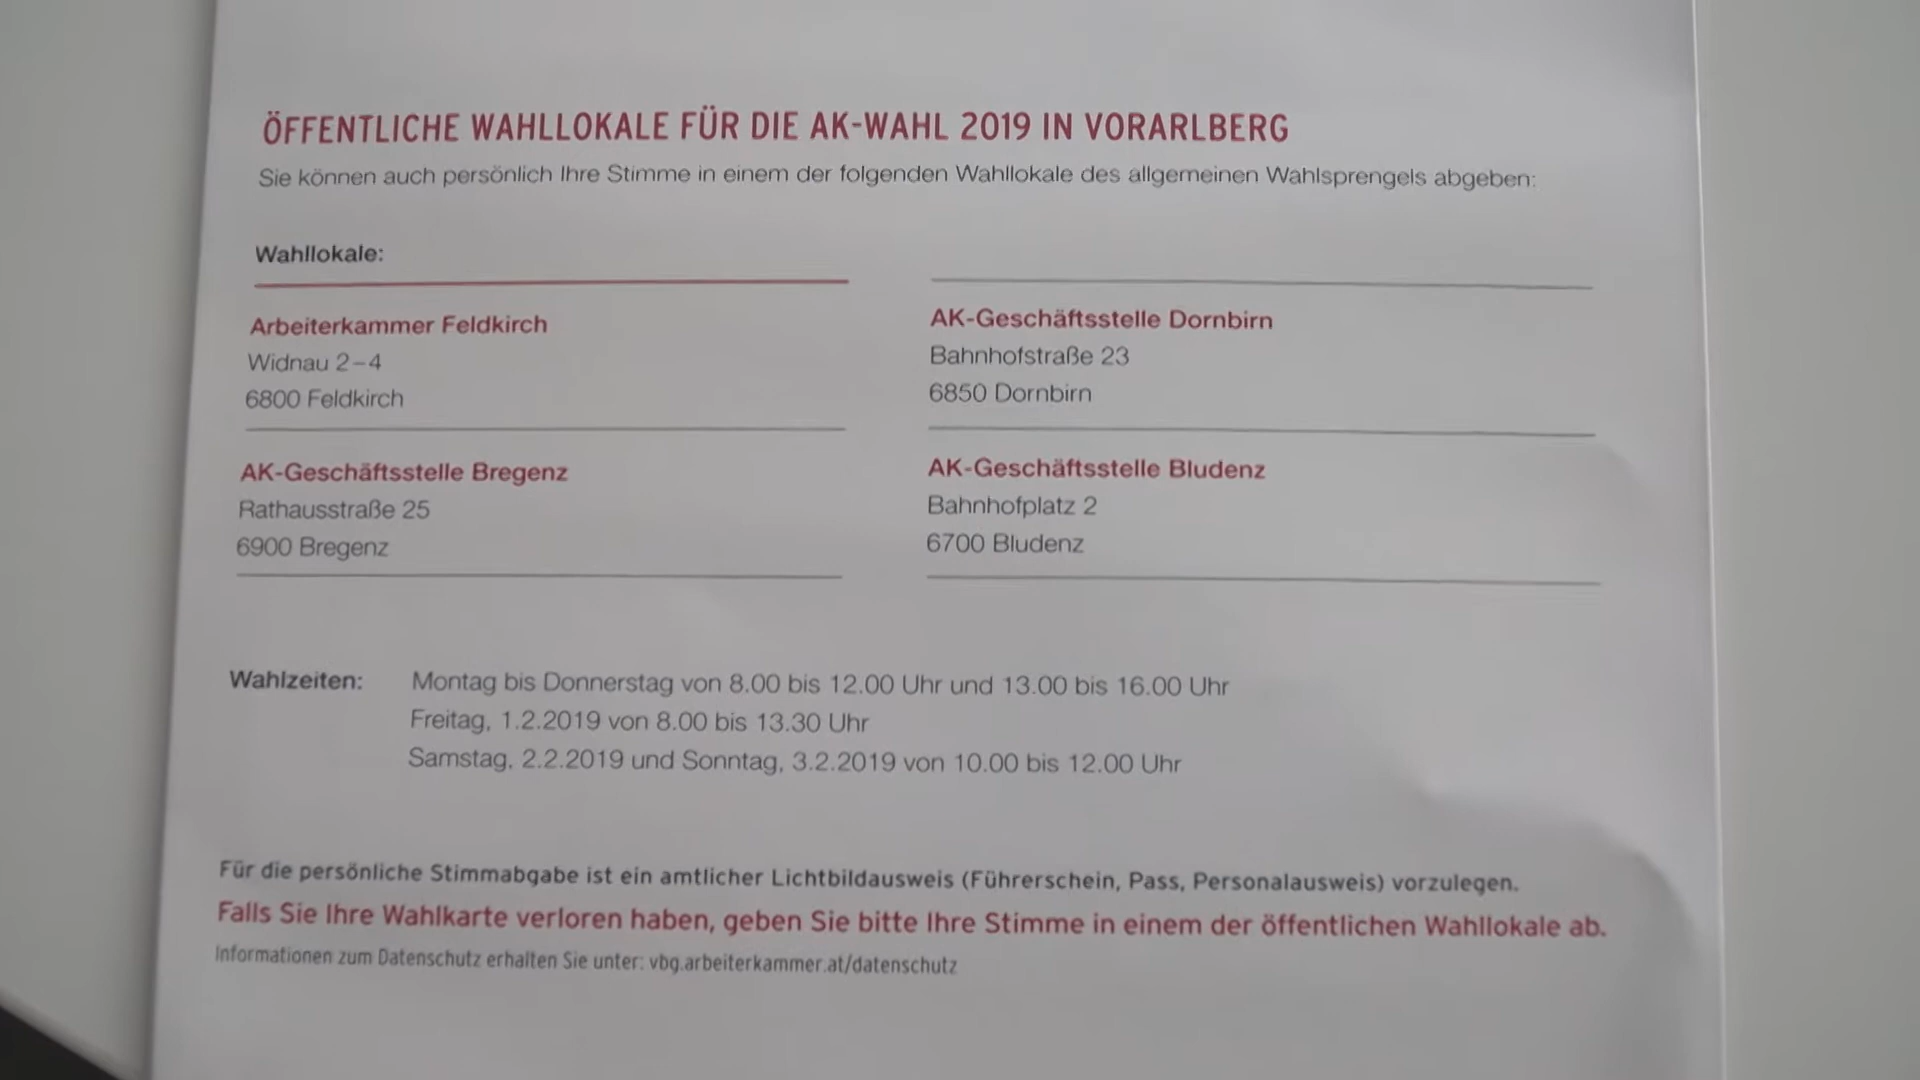 ÖFFENTLICHE WAHLLOKALE FÜR DIE AK-WAHL 2019 IN VORARLBERG
Sie können auch persönlich Ihre Stimme in einem der folgenden Wahllokale des allgemeinen Wahlsprengels abgeben:
Wahllokale:
Arbeiterkammer Feldkirch
Widnau 2–4
6800 Feldkirch
AK-Geschäftsstelle Dornbirn
Bahnhofstraße 23
6850 Dornbirn
AK-Geschäftsstelle Bregenz
Rathausstraße 25
6900 Bregenz
AK-Geschäftsstelle Bludenz
Bahnhofplatz 2
6700 Bludenz
Wahlzeiten: Montag bis Donnerstag von 8.00 bis 12.00 Uhr und 13.00 bis 16.00 Uhr
Freitag, 1.2.2019 von 8.00 bis 13.30 Uhr
Samstag, 2.2.2019 und Sonntag, 3.2.2019 von 10.00 bis 12.00 Uhr
Für die persönliche Stimmabgabe ist ein amtlicher Lichtbildausweis (Führerschein, Pass, Personalausweis) vorzulegen.
Falls Sie Ihre Wahlkarte verloren haben, geben Sie bitte Ihre Stimme in einem der öffentlichen Wahllokale ab.
Informationen zum Datenschutz erhalten Sie unter: vbg.arbeiterkammer.at/datenschutz